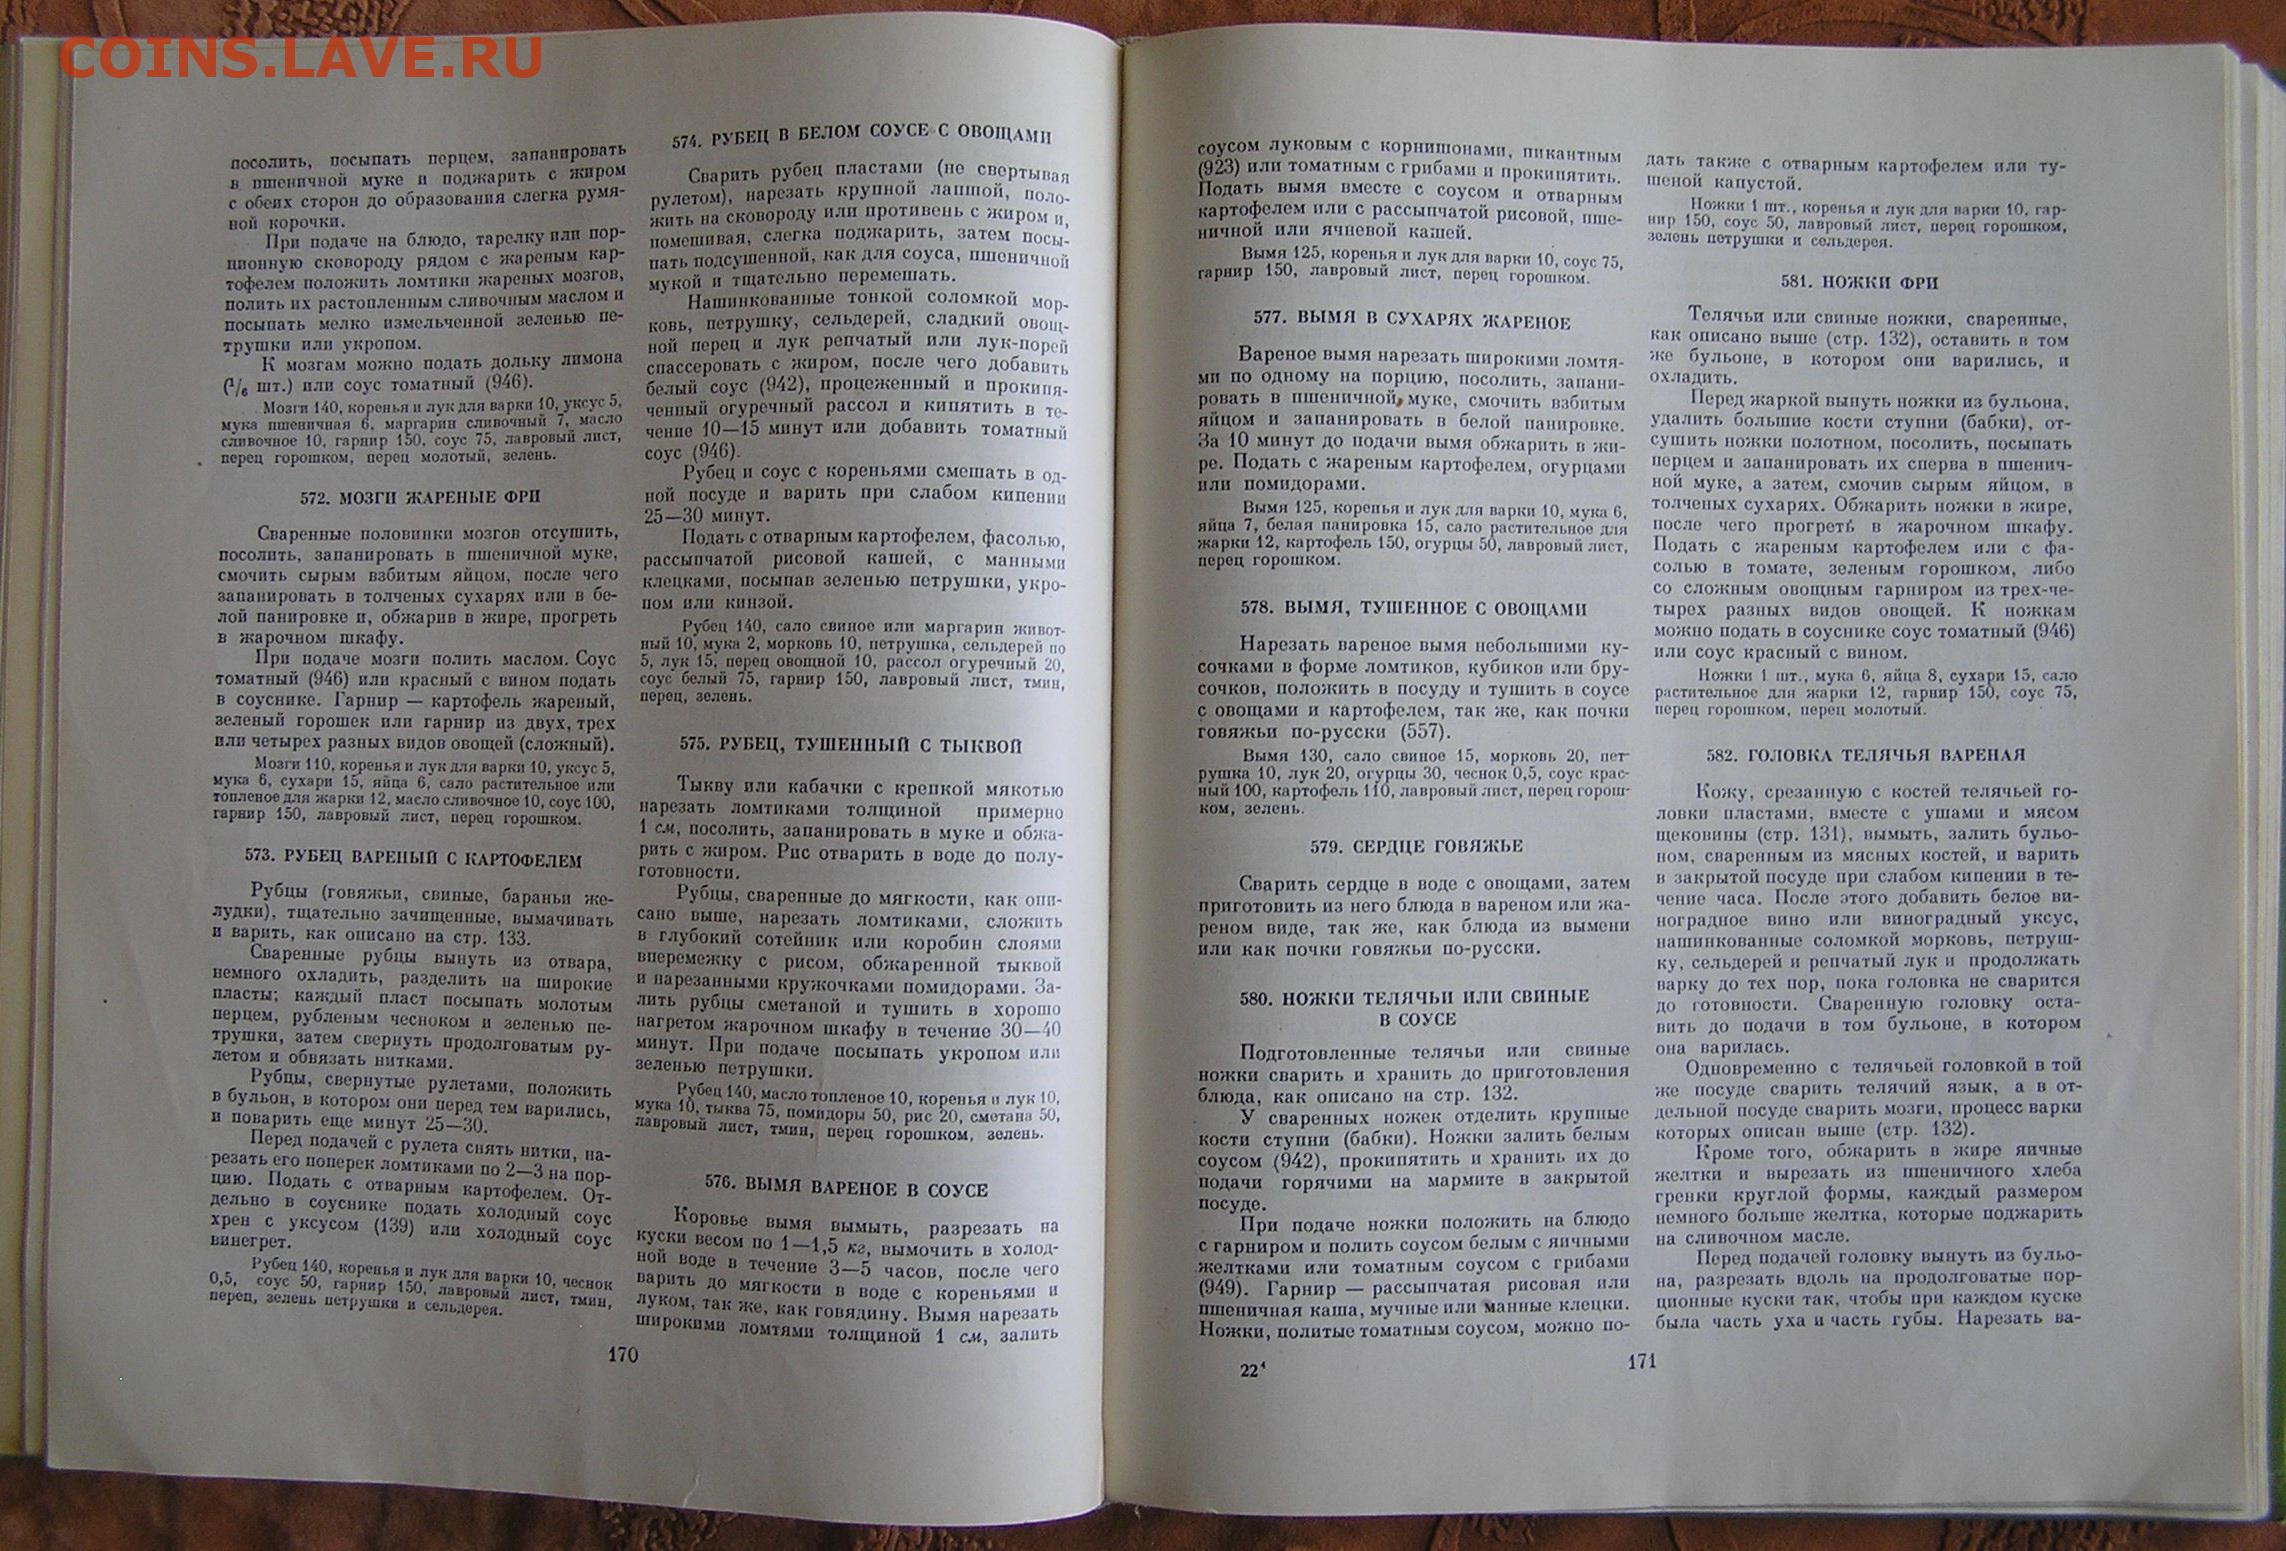 COINS.LAVE.RU
посолить, посыпать перцем, запанировать
в пшеничной муке и поджарить с жиром
с обеих сторон до образования слегка румя-
ной корочки.
При подаче на блюдо, тарелку или пор-
ционную сковороду рядом с жареным кар-
тофелем положить ломтики жареных мозгов,
полить их растопленным сливочным маслом и
посыпать мелко измельченной зеленью пе-
трушки или укропом.
К мозгам можно подать дольку лимона
(1/6 шт.) или соус томатный (946).
Мозги 140, коренья и лук для варки 10, уксус 5,
мука пшеничная 6, маргарин сливочный 7, масло
сливочное 10, гарнир 150, соус 75, лавровый лист,
перец горошком, перец молотый, зелень.
572. МОЗГИ ЖАРЕНЫЕ ФРИ
Сваренные половинки мозгов отсушить,
посолить, запанировать в пшеничной муке,
смочить сырым взбитым яйцом, после чего
запанировать в толченых сухарях или в бе-
лой панировке и, обжарив в жире, прогреть
в жарочном шкафу.
При подаче мозги полить маслом. Соус
томатный (946) или красный с вином подать
в соуснике. Гарнир — картофель жареный,
зеленый горошек или гарнир из двух, трех
или четырех разных видов овощей (сложный).
Мозги 110, коренья и лук для варки 10, уксус 5,
мука 6, сухари 15, яйца 6, сало растительное или
топленое для жарки 12, масло сливочное 10, соус 100,
гарнир 150, лавровый лист, перец горошком.
573. РУБЕЦ ВАРЕНЫЙ С КАРТОФЕЛЕМ
Рубцы (говяжьи, свиные, бараньи же-
лудки), тщательно зачищенные, вымачивать
и варить, как описано на стр. 133.
Сваренные рубцы вынуть из отвара,
немного охладить, разделить на широкие
пласты; каждый пласт посыпать молотым
перцем, рубленым чесноком и зеленью пе-
трушки, затем свернуть продолговатым ру-
летом и обвязать нитками.
Рубцы, свернутые рулетами, положить
в бульон, в котором они перед тем варились,
и поварить еще минут 25—30.
Перед подачей с рулета снять нитки, на-
резать его поперек ломтиками по 2—3 на пор-
цию. Подать с отварным картофелем. От-
дельно в соуснике подать холодный соус
хрен с уксусом (139) или холодный соус
винегрет.
Рубец 140, коренья и лук для варки 10, чеснок
0,5, соус 50, гарнир 150, лавровый лист, тмин,
перец, зелень петрушки и сельдерея.
574. РУБЕЦ В БЕЛОМ СОУСЕ С ОВОЩАМИ
Сварить рубец пластами (не свертывая
рулетом), нарезать крупной лапшой, поло-
жить на сковороду или противень с жиром и,
помешивая, слегка поджарить, затем посы-
пать подсушенной, как для соуса, пшеничной
мукой и тщательно перемешать.
Нашинкованные тонкой соломкой мор-
ковь, петрушку, сельдерей, сладкий овощ-
ной перец и лук репчатый или лук-порей
спассеровать с жиром, после чего добавить
белый соус (942), процеженный и прокипя-
ченный огуречный рассол и кипятить в те-
чение 10—15 минут или добавить томатный
соус (946).
Рубец и соус с кореньями смешать в од-
ной посуде и варить при слабом кипении
25—30 минут.
Подать с отварным картофелем, фасолью,
рассыпчатой рисовой кашей, с манными
клецками, посыпав зеленью петрушки, укро-
пом или кинзой.
Рубец 140, сало свиное или маргарин живот-
ный 10, мука 2, морковь 10, петрушка, сельдерей по
5, лук 15, перец овощной 10, рассол огуречный 20,
соус белый 75, гарнир 150, лавровый лист, тмин,
перец, зелень.
575. РУБЕЦ, ТУШЕННЫЙ С ТЫКВОЙ
Тыкву или кабачки с крепкой мякотью
нарезать ломтиками толщиной примерно
1 см, посолить, запанировать в муке и обжа-
рить с жиром. Рис отварить в воде до полу-
готовности.
Рубцы, сваренные до мягкости, как опи-
сано выше, нарезать ломтиками, сложить
в глубокий сотейник или коробин слоями
вперемежку с рисом, обжаренной тыквой
и нарезанными кружочками помидорами. За-
лить рубцы сметаной и тушить в хорошо
нагретом жарочном шкафу в течение 30—40
минут. При подаче посыпать укропом или
зеленью петрушки.
Рубец 140, масло топленое 10, коренья и лук 10,
мука 10, тыква 75, помидоры 50, рис 20, сметана 50,
лавровый лист, тмин, перец горошком, зелень.
576. ВЫМЯ ВАРЕНОЕ В СОУСЕ
Коровье вымя вымыть, разрезать на
куски весом по 1—1,5 кг, вымочить в холод-
ной воде в течение 3—5 часов, после чего
варить до мягкости в воде с кореньями и
луком, так же, как говядину. Вымя нарезать
широкими ломтями толщиной 1 см, залить
170
соусом луковым с корнишонами, пикантным
(923) или томатным с грибами и прокипятить.
Подать вымя вместе с соусом и отварным
картофелем или с рассыпчатой рисовой, пше-
ничной или ячневой кашей.
Вымя 125, коренья и лук для варки 10, соус 75,
гарнир 150, лавровый лист, перец горошком.
577. ВЫМЯ В СУХАРЯХ ЖАРЕНОЕ
Вареное вымя нарезать широкими ломтя-
ми по одному на порцию, посолить, запани-
ровать в пшеничной муке, смочить взбитым
яйцом и запанировать в белой панировке.
За 10 минут до подачи вымя обжарить в жи-
ре. Подать с жареным картофелем, огурцами
или помидорами.
Вымя 125, коренья и лук для варки 10, мука 6,
яйца 7, белая панировка 15, сало растительное для
жарки 12, картофель 150, огурцы 50, лавровый лист,
перец горошком.
578. ВЫМЯ, ТУШЕННОЕ С ОВОЩАМИ
Нарезать вареное вымя небольшими ку-
сочками в форме ломтиков, кубиков или бру-
сочков, положить в посуду и тушить в соусе
с овощами и картофелем, так же, как почки
говяжьи по-русски (557).
Вымя 130, сало свиное 15, морковь 20, пет-
рушка 10, лук 20, огурцы 30, чеснок 0,5, соус крас-
ный 100, картофель 110, лавровый лист, перец горош-
ком, зелень.
579. СЕРДЦЕ ГОВЯЖЬЕ
Сварить сердце в воде с овощами, затем
приготовить из него блюда в вареном или жа-
реном виде, так же, как блюда из вымени
или как почки говяжьи по-русски.
580. НОЖКИ ТЕЛЯЧЬИ ИЛИ СВИНЫЕ
В СОУСЕ
Подготовленные телячьи или свиные
ножки сварить и хранить до приготовления
блюда, как описано на стр. 132.
У сваренных ножек отделить крупные
кости ступни (бабки). Ножки залить белым
соусом (942), прокипятить и хранить их до
подачи горячими на мармите в закрытой
посуде.
При подаче ножки положить на блюдо
с гарниром и полить соусом белым с яичными
желтками или томатным соусом с грибами
(949). Гарнир — рассыпчатая рисовая или
пшеничная каша, мучные или манные клецки.
Ножки, политые томатным соусом, можно по-
22*
дать также с отварным картофелем или ту-
шеной капустой.
Ножки 1 шт., коренья и лук для варки 10, гар-
нир 150, соус 50, лавровый лист, перец горошком,
зелень петрушки и сельдерея.
581. НОЖКИ ФРИ
Телячьи или свиные ножки, сваренные,
как описано выше (стр. 132), оставить в том
же бульоне, в котором они варились, и
охладить.
Перед жаркой вынуть ножки из бульона,
удалить большие кости ступни (бабки), от-
сушить ножки полотном, посолить, посыпать
перцем и запанировать их сперва в пшенич-
ной муке, а затем, смочив сырым яйцом, в
толченых сухарях. Обжарить ножки в жире,
после чего прогреть в жарочном шкафу.
Подать с жареным картофелем или с фа-
солью в томате, зеленым горошком, либо
со сложным овощным гарниром из трех-че-
тырех разных видов овощей. К ножкам
можно подать в соуснике соус томатный (946)
или соус красный с вином.
Ножки 1 шт., мука 6, яйца 8, сухари 15, сало
растительное для жарки 12, гарнир 150, соус 75,
перец горошком, перец молотый.
582. ГОЛОВКА ТЕЛЯЧЬЯ ВАРЕНАЯ
Кожу, срезанную с костей телячьей го-
ловки пластами, вместе с ушами и мясом
щековины (стр. 131), вымыть, залить бульо-
ном, сваренным из мясных костей, и варить
в закрытой посуде при слабом кипении в те-
чение часа. После этого добавить белое ви-
ноградное вино или виноградный уксус,
нашинкованные соломкой морковь, петруш-
ку, сельдерей и репчатый лук и продолжать
варку до тех пор, пока головка не сварится
до готовности. Сваренную головку оста-
вить до подачи в том бульоне, в котором
она варилась.
Одновременно с телячьей головкой в той
же посуде сварить телячий язык, а в от-
дельной посуде сварить мозги, процесс варки
которых описан выше (стр. 132).
Кроме того, обжарить в жире яичные
желтки и вырезать из пшеничного хлеба
гренки круглой формы, каждый размером
немного больше желтка, которые поджарить
на сливочном масле.
Перед подачей головку вынуть из бульо-
на, разрезать вдоль на продолговатые пор-
ционные куски так, чтобы при каждом куске
была часть уха и часть губы. Нарезать ва-
171